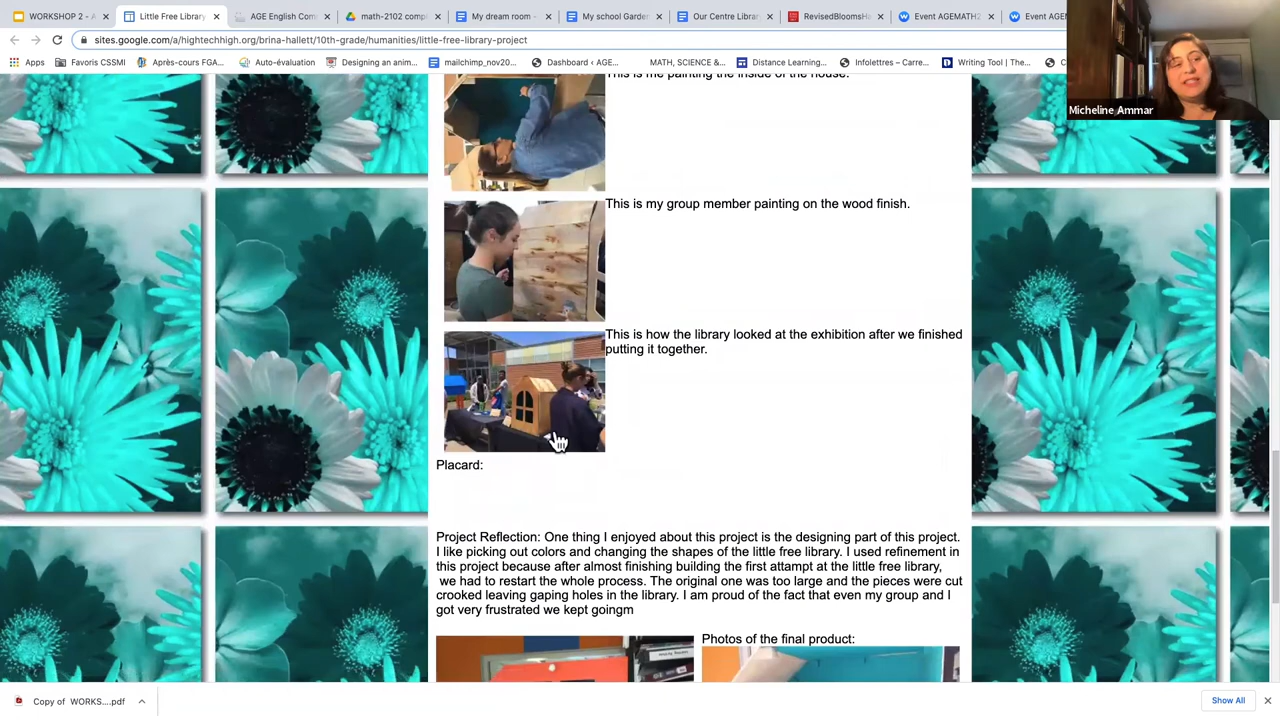 WORKSHOP 2 - A
Little Free Library
AGE English Com
math-2102 compl
My dream room -
My school Garden
Our Centre Library
RevisedBloomsHa
Event AGEMATH2
Event AGEM
sites.google.com/a/hightechhigh.org/brina-hallett/10th-grade/humanities/little-free-library-project
Apps
Favoris CSSMI
Après-cours FGA...
Auto-évaluation
Designing an anim...
mailchimp_nov20...
Dashboard ‹ AGE...
MATH, SCIENCE &...
Distance Learning...
Infolettres – Carre...
Writing Tool | The...
Micheline Ammar
This is me painting the inside of the house.
This is my group member painting on the wood finish.
This is how the library looked at the exhibition after we finished
putting it together.
Placard:
Project Reflection: One thing I enjoyed about this project is the designing part of this project.
I like picking out colors and changing the shapes of the little free library. I used refinement in
this project because after almost finishing building the first attampt at the little free library,
we had to restart the whole process. The original one was too large and the pieces were cut
crooked leaving gaping holes in the library. I am proud of the fact that even my group and I
got very frustrated we kept goingm
Photos of the final product:
Copy of WORKS....pdf
Show All